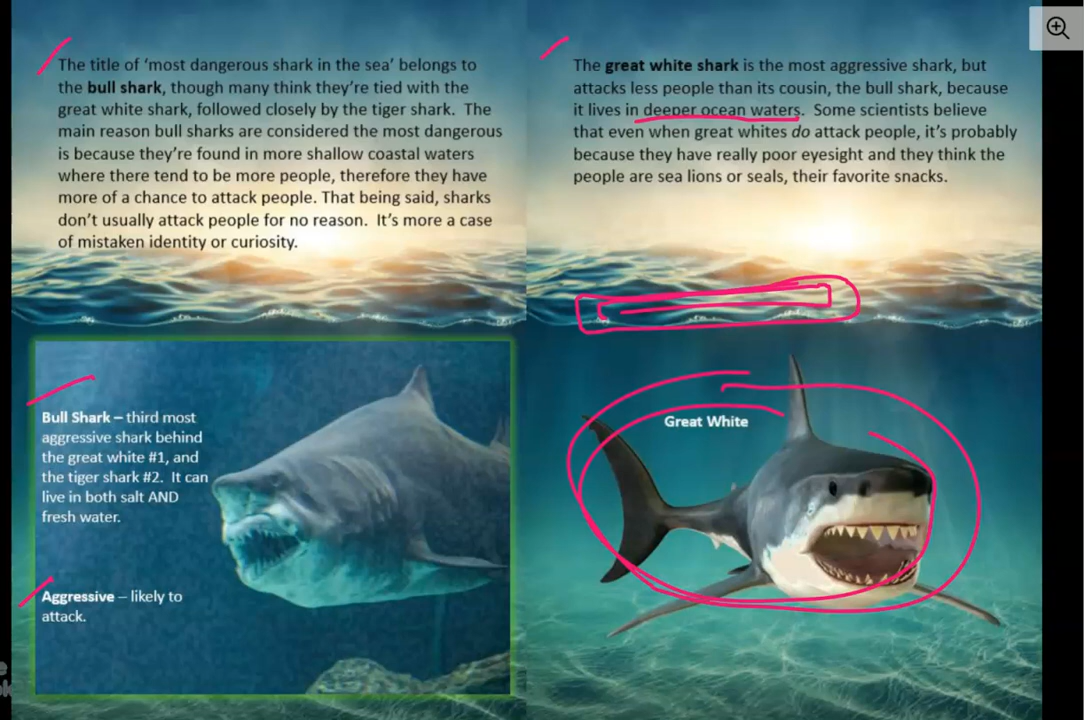 The title of ‘most dangerous shark in the sea’ belongs to
the bull shark, though many think they’re tied with the
great white shark, followed closely by the tiger shark.  The
main reason bull sharks are considered the most dangerous
is because they’re found in more shallow coastal waters
where there tend to be more people, therefore they have
more of a chance to attack people. That being said, sharks
don’t usually attack people for no reason.  It’s more a case
of mistaken identity or curiosity.
Bull Shark – third most
aggressive shark behind
the great white #1, and
the tiger shark #2.  It can
live in both salt AND
fresh water.
Aggressive – likely to
attack.
The great white shark is the most aggressive shark, but
attacks less people than its cousin, the bull shark, because
it lives in deeper ocean waters.  Some scientists believe
that even when great whites do attack people, it’s probably
because they have really poor eyesight and they think the
people are sea lions or seals, their favorite snacks.
Great White